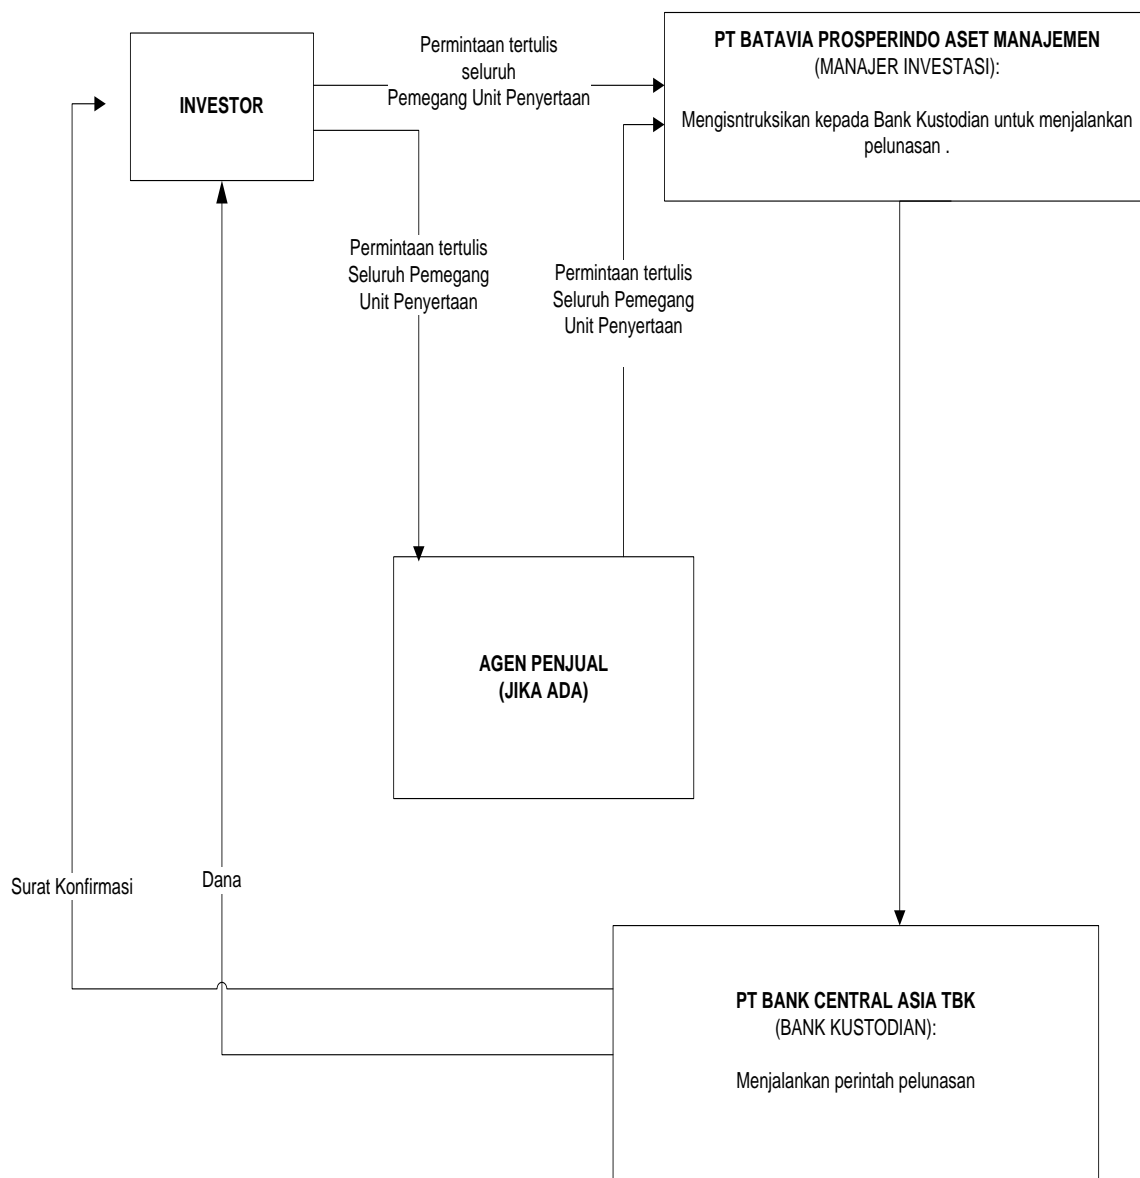 INVESTOR
Permintaan tertulis
seluruh
Pemegang Unit Penyertaan
PT BATAVIA PROSPERINDO ASET MANAJEMEN
(MANAJER INVESTASI):
Mengisntruksikan kepada Bank Kustodian untuk menjalankan
pelunasan .
Permintaan tertulis
Seluruh Pemegang
Unit Penyertaan
Permintaan tertulis
Seluruh Pemegang
Unit Penyertaan
AGEN PENJUAL
(JIKA ADA)
Surat Konfirmasi
Dana
PT BANK CENTRAL ASIA TBK
(BANK KUSTODIAN):
Menjalankan perintah pelunasan